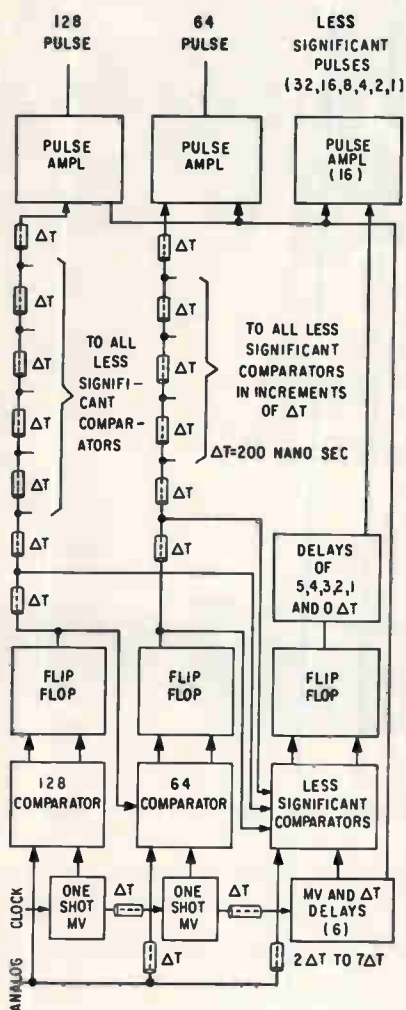 128
PULSE
64
PULSE
LESS
SIGNIFICANT
PULSES
(32,16,8,4,2,1)
PULSE
AMPL
PULSE
AMPL
PULSE
AMPL
(16)
ΔT
ΔT
ΔT
ΔT
ΔT
ΔT
ΔT
TO ALL
LESS
SIGNIFI-
CANT
COMPAR-
ATORS
ΔT
ΔT
ΔT
ΔT
ΔT
ΔT
TO ALL LESS
SIGNIFICANT
COMPARATORS
IN INCREMENTS
OF ΔT
ΔT=200 NANO SEC
DELAYS
OF
5,4,3,2,1
AND 0 ΔT
FLIP
FLOP
FLIP
FLOP
FLIP
FLOP
128
COMPARATOR
64
COMPARATOR
LESS
SIGNIFICANT
COMPARATORS
CLOCK
ONE
SHOT
MV
ΔT
ONE
SHOT
MV
ΔT
MV AND ΔT
DELAYS
(6)
ANALOG
ΔT
2ΔT TO 7ΔT